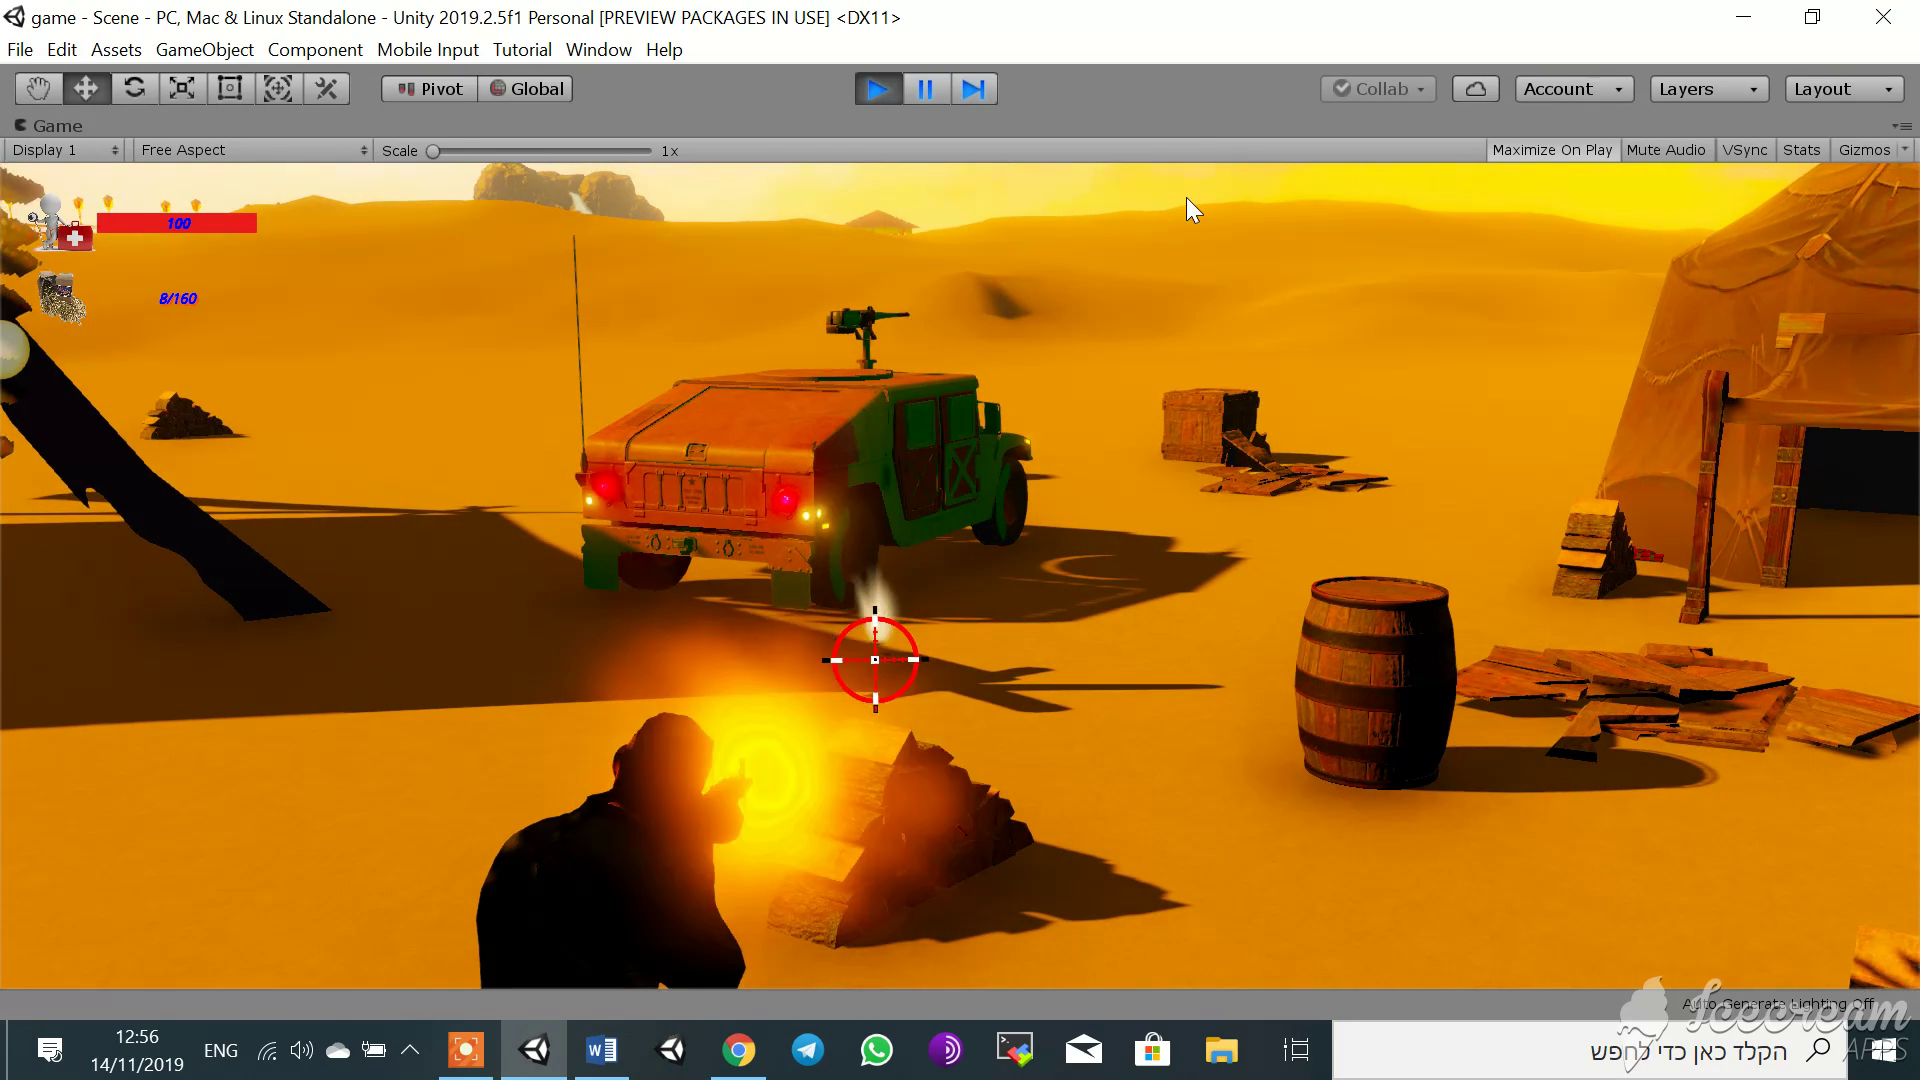 game - Scene - PC, Mac & Linux Standalone - Unity 2019.2.5f1 Personal [PREVIEW PACKAGES IN USE] <DX11>
File Edit Assets GameObject Component Mobile Input Tutorial Window Help
Pivot Global Collab Account Layers Layout
Game
Display 1 Free Aspect Scale 1x Maximize On Play Mute Audio VSync Stats Gizmos
100
8/160
Auto Generate Lighting Off
Icecream
APPS
12:56
14/11/2019
ENG
הקלד כאן כדי לחפש